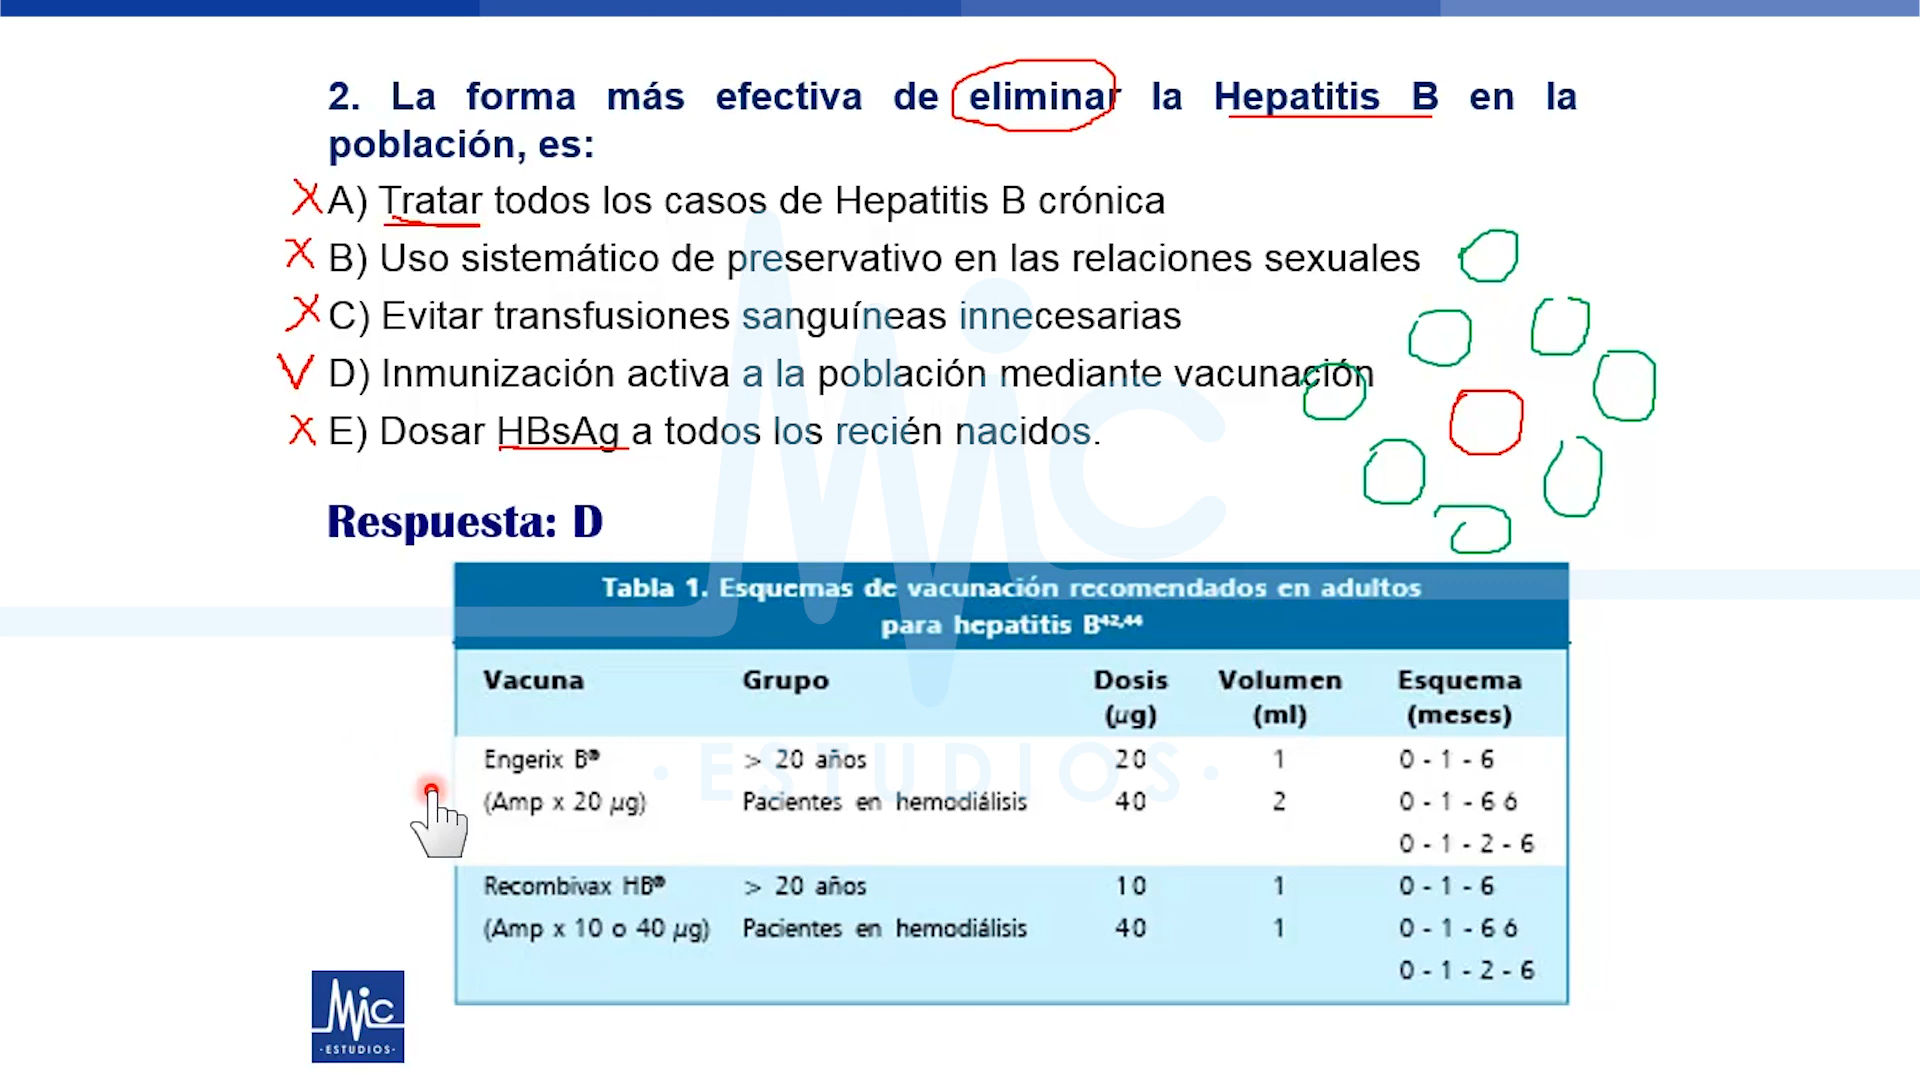 2. La forma más efectiva de eliminar la Hepatitis B en la
población, es:
A) Tratar todos los casos de Hepatitis B crónica
B) Uso sistemático de preservativo en las relaciones sexuales
C) Evitar transfusiones sanguíneas innecesarias
D) Inmunización activa a la población mediante vacunación
E) Dosar HBsAg a todos los recién nacidos.
Respuesta: D
Tabla 1. Esquemas de vacunación recomendados en adultos
para hepatitis B42,44
Vacuna Grupo Dosis Volumen Esquema
(µg) (ml) (meses)
Engerix B® > 20 años 20 1 0 - 1 - 6
(Amp x 20 µg) Pacientes en hemodiálisis 40 2 0 - 1 - 6 ó
0 - 1 - 2 - 6
Recombivax HB® > 20 años 10 1 0 - 1 - 6
(Amp x 10 o 40 µg) Pacientes en hemodiálisis 40 1 0 - 1 - 6 ó
0 - 1 - 2 - 6
Mic
·ESTUDIOS·
Mic
·ESTUDIOS·